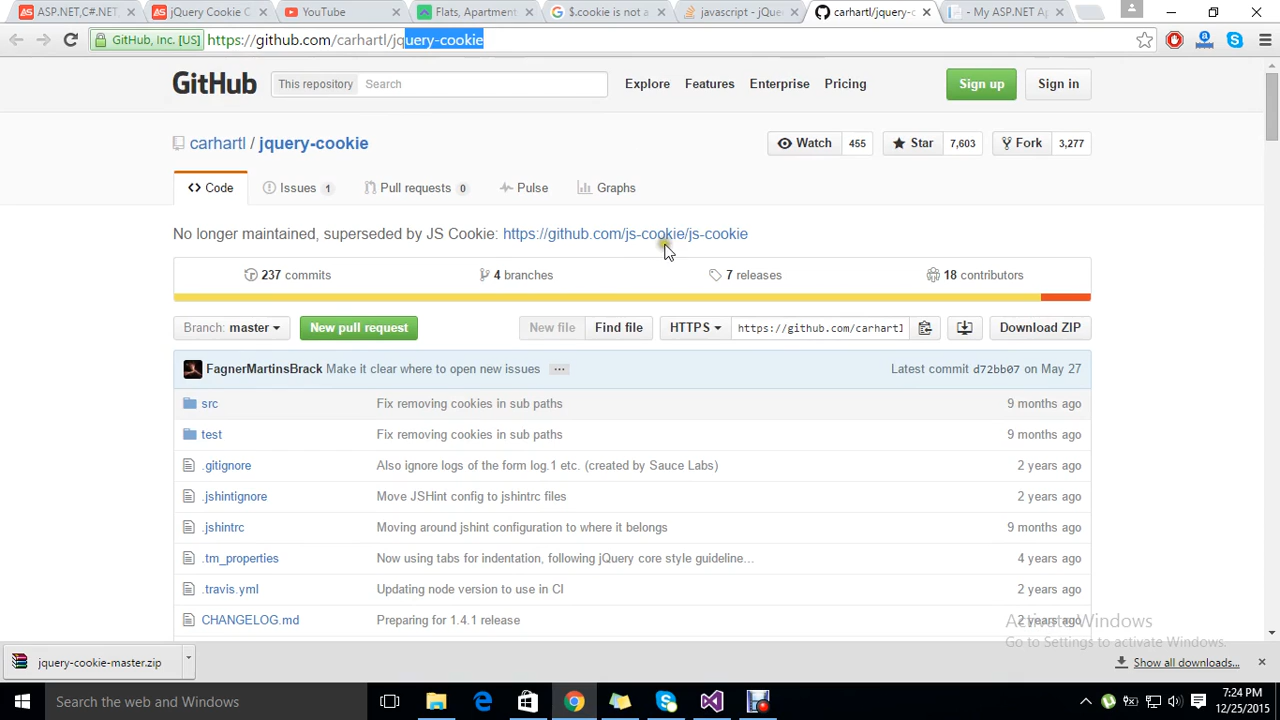 ASP.NET,C#.NET,
jQuery Cookie C
YouTube
Flats, Apartment
$.cookie is not a
javascript - jQue
carhartl/jquery-c
- My ASP.NET Ap
GitHub, Inc. [US] https://github.com/carhartl/jquery-cookie
GitHub This repository Search Explore Features Enterprise Pricing Sign up Sign in
carhartl / jquery-cookie Watch 455 Star 7,603 Fork 3,277
Code Issues 1 Pull requests 0 Pulse Graphs
No longer maintained, superseded by JS Cookie: https://github.com/js-cookie/js-cookie
237 commits 4 branches 7 releases 18 contributors
Branch: master New pull request New file Find file HTTPS https://github.com/carhartl Download ZIP
FagnerMartinsBrack Make it clear where to open new issues … Latest commit d72bb07 on May 27
src Fix removing cookies in sub paths 9 months ago
test Fix removing cookies in sub paths 9 months ago
.gitignore Also ignore logs of the form log.1 etc. (created by Sauce Labs) 2 years ago
.jshintignore Move JSHint config to jshintrc files 2 years ago
.jshintrc Moving around jshint configuration to where it belongs 9 months ago
.tm_properties Now using tabs for indentation, following jQuery core style guideline… 4 years ago
.travis.yml Updating node version to use in CI 2 years ago
CHANGELOG.md Preparing for 1.4.1 release 2 years ago
Activate Windows
Go to Settings to activate Windows.
jquery-cookie-master.zip Show all downloads...
Search the web and Windows
7:24 PM
12/25/2015